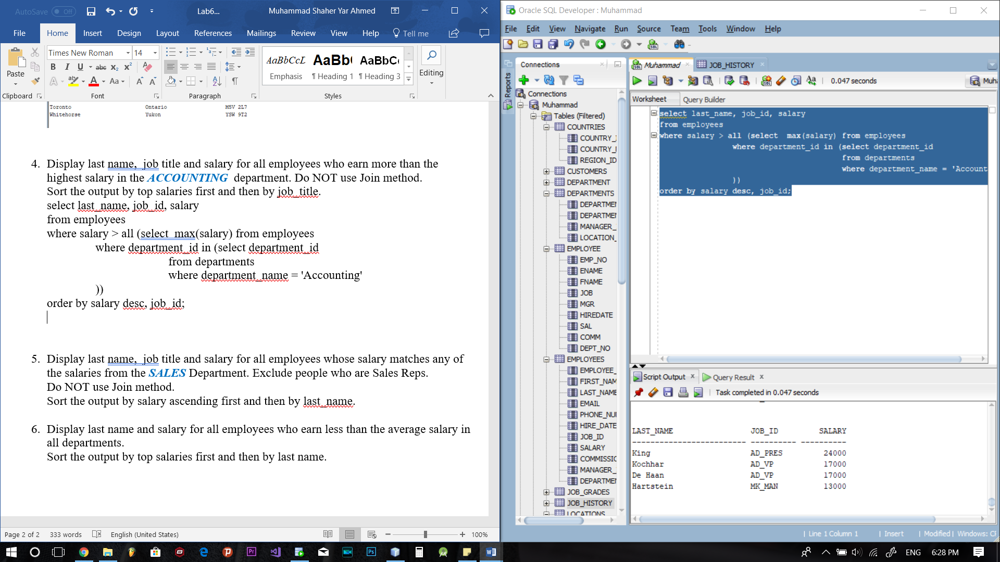 AutoSave Off Lab6... Muhammad Shaher Yar Ahmed
File Home Insert Design Layout References Mailings Review View Help Tell me
Times New Roman 14
Paste
B I U abc x₂ x²
A ab A Aa A A
AaBbCcL AaBb( AaBbC(
Emphasis ¶ Heading 1 ¶ Heading 3
Editing
Clipboard Font Paragraph Styles
Toronto Ontario M5V 2L7
Whitehorse Yukon YSW 9T2
4. Display last name, job title and salary for all employees who earn more than the
highest salary in the ACCOUNTING department. Do NOT use Join method.
Sort the output by top salaries first and then by job_title.
select last_name, job_id, salary
from employees
where salary > all (select max(salary) from employees
where department_id in (select department_id
from departments
where department_name = 'Accounting'
))
order by salary desc, job_id;
5. Display last name, job title and salary for all employees whose salary matches any of
the salaries from the SALES Department. Exclude people who are Sales Reps.
Do NOT use Join method.
Sort the output by salary ascending first and then by last_name.
6. Display last name and salary for all employees who earn less than the average salary in
all departments.
Sort the output by top salaries first and then by last name.
Page 2 of 2 333 words English (United States) 100%
Oracle SQL Developer : Muhammad
File Edit View Navigate Run Source Team Tools Window Help
Reports
Connections
Connections
Muhammad
Tables (Filtered)
COUNTRIES
COUNTRY_
COUNTRY_
REGION_ID
CUSTOMERS
DEPARTMENT
DEPARTMENTS
DEPARTME
DEPARTME
MANAGER_
LOCATION_
EMPLOYEE
EMP_NO
ENAME
FNAME
JOB
MGR
HIREDATE
SAL
COMM
DEPT_NO
EMPLOYEES
EMPLOYEE_
FIRST_NAM
LAST_NAME
EMAIL
PHONE_NU
HIRE_DATE
JOB_ID
SALARY
COMMISSIO
MANAGER_
DEPARTME
JOB_GRADES
JOB_HISTORY
LOCATIONS
Muhammad JOB_HISTORY
0.047 seconds Muh
Worksheet Query Builder
select last_name, job_id, salary
from employees
where salary > all (select max(salary) from employees
where department_id in (select department_id
from departments
where department_name = 'Account
))
order by salary desc, job_id;
Script Output Query Result
Task completed in 0.047 seconds
LAST_NAME JOB_ID SALARY
------------------------- ---------- ----------
King AD_PRES 24000
Kochhar AD_VP 17000
De Haan AD_VP 17000
Hartstein MK_MAN 13000
Line 1 Column 1 Insert Modified Windows: C
ENG 6:28 PM